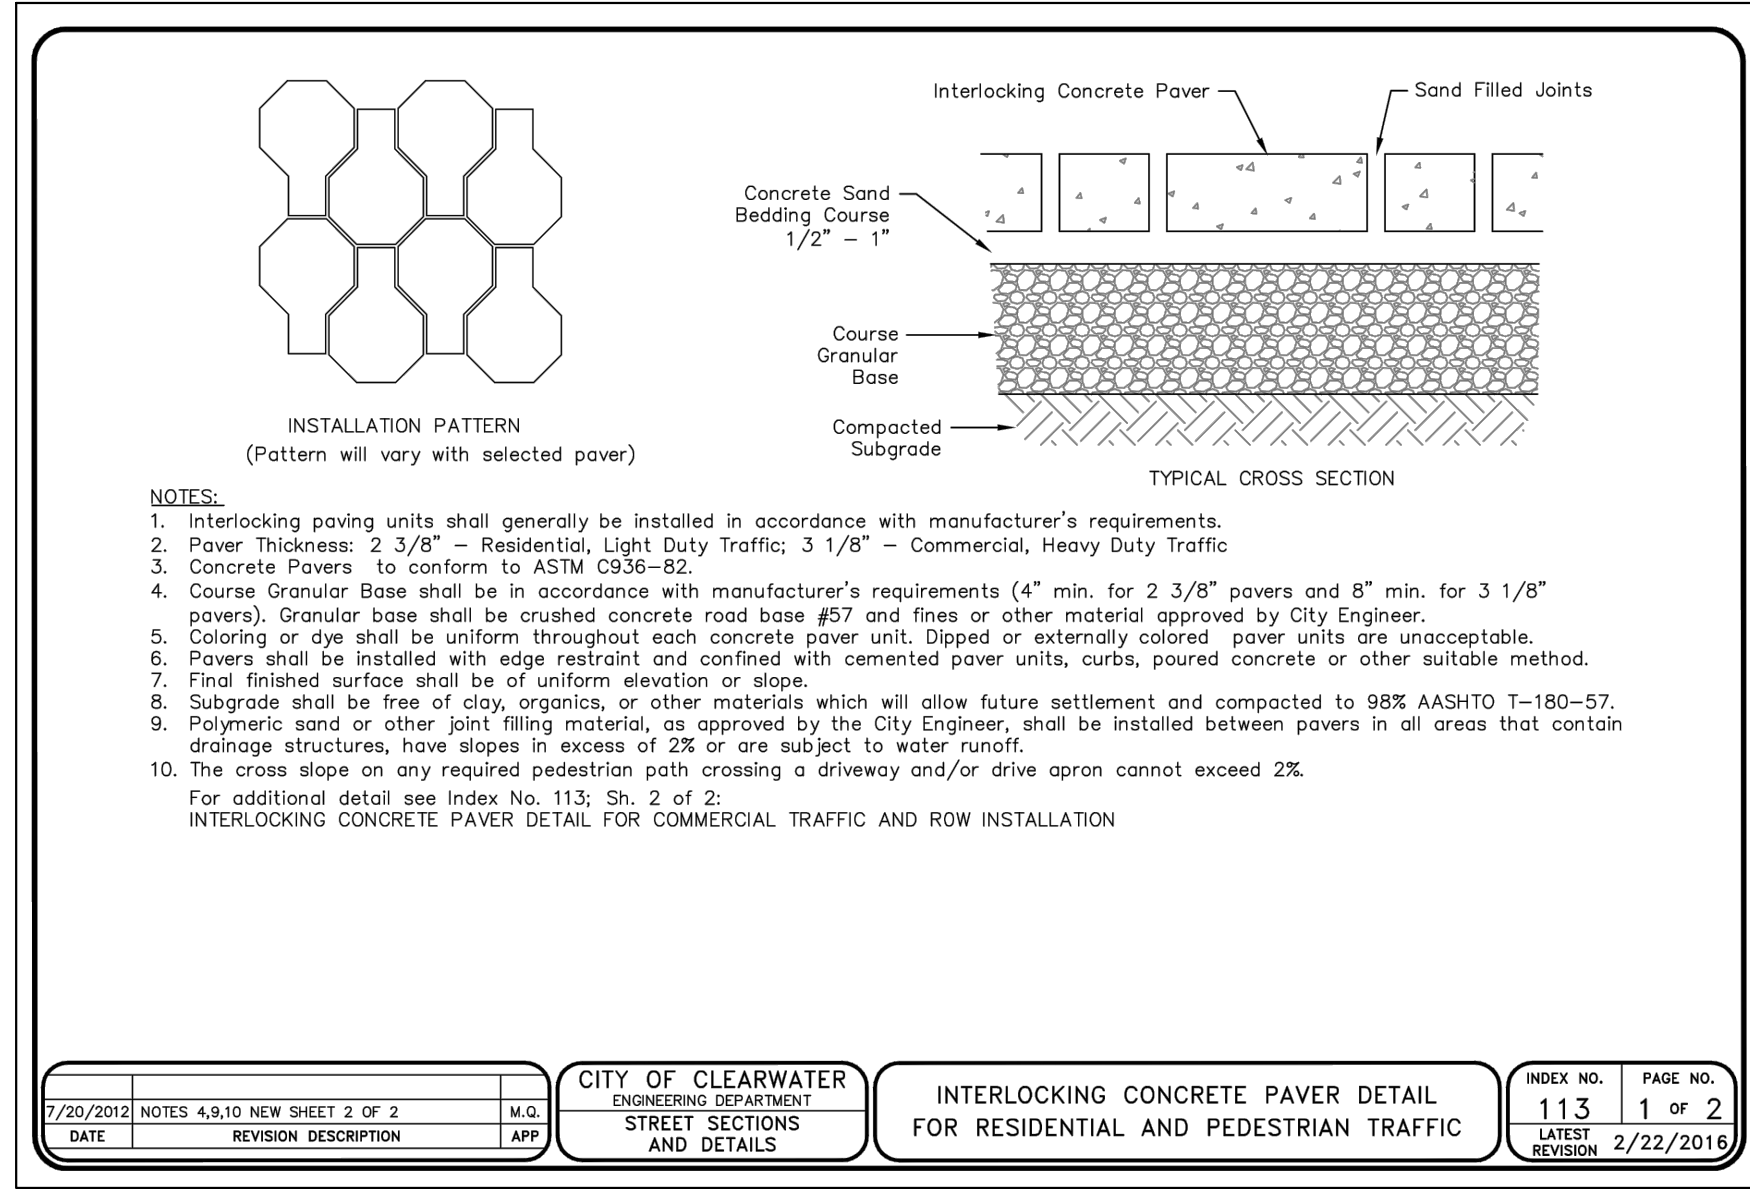 Interlocking Concrete Paver
Sand Filled Joints
Concrete Sand
Bedding Course
1/2” – 1”
Course
Granular
Base
Compacted
Subgrade
INSTALLATION PATTERN
(Pattern will vary with selected paver)
TYPICAL CROSS SECTION
NOTES:
1. Interlocking paving units shall generally be installed in accordance with manufacturer's requirements.
2. Paver Thickness: 2 3/8” – Residential, Light Duty Traffic; 3 1/8” – Commercial, Heavy Duty Traffic
3. Concrete Pavers to conform to ASTM C936–82.
4. Course Granular Base shall be in accordance with manufacturer's requirements (4” min. for 2 3/8” pavers and 8” min. for 3 1/8”
pavers). Granular base shall be crushed concrete road base #57 and fines or other material approved by City Engineer.
5. Coloring or dye shall be uniform throughout each concrete paver unit. Dipped or externally colored paver units are unacceptable.
6. Pavers shall be installed with edge restraint and confined with cemented paver units, curbs, poured concrete or other suitable method.
7. Final finished surface shall be of uniform elevation or slope.
8. Subgrade shall be free of clay, organics, or other materials which will allow future settlement and compacted to 98% AASHTO T–180–57.
9. Polymeric sand or other joint filling material, as approved by the City Engineer, shall be installed between pavers in all areas that contain
drainage structures, have slopes in excess of 2% or are subject to water runoff.
10. The cross slope on any required pedestrian path crossing a driveway and/or drive apron cannot exceed 2%.
For additional detail see Index No. 113; Sh. 2 of 2:
INTERLOCKING CONCRETE PAVER DETAIL FOR COMMERCIAL TRAFFIC AND ROW INSTALLATION
7/20/2012 NOTES 4,9,10 NEW SHEET 2 OF 2 M.Q.
DATE REVISION DESCRIPTION APP
CITY OF CLEARWATER
ENGINEERING DEPARTMENT
STREET SECTIONS
AND DETAILS
INTERLOCKING CONCRETE PAVER DETAIL
FOR RESIDENTIAL AND PEDESTRIAN TRAFFIC
INDEX NO.
113
PAGE NO.
1 OF 2
LATEST
REVISION
2/22/2016